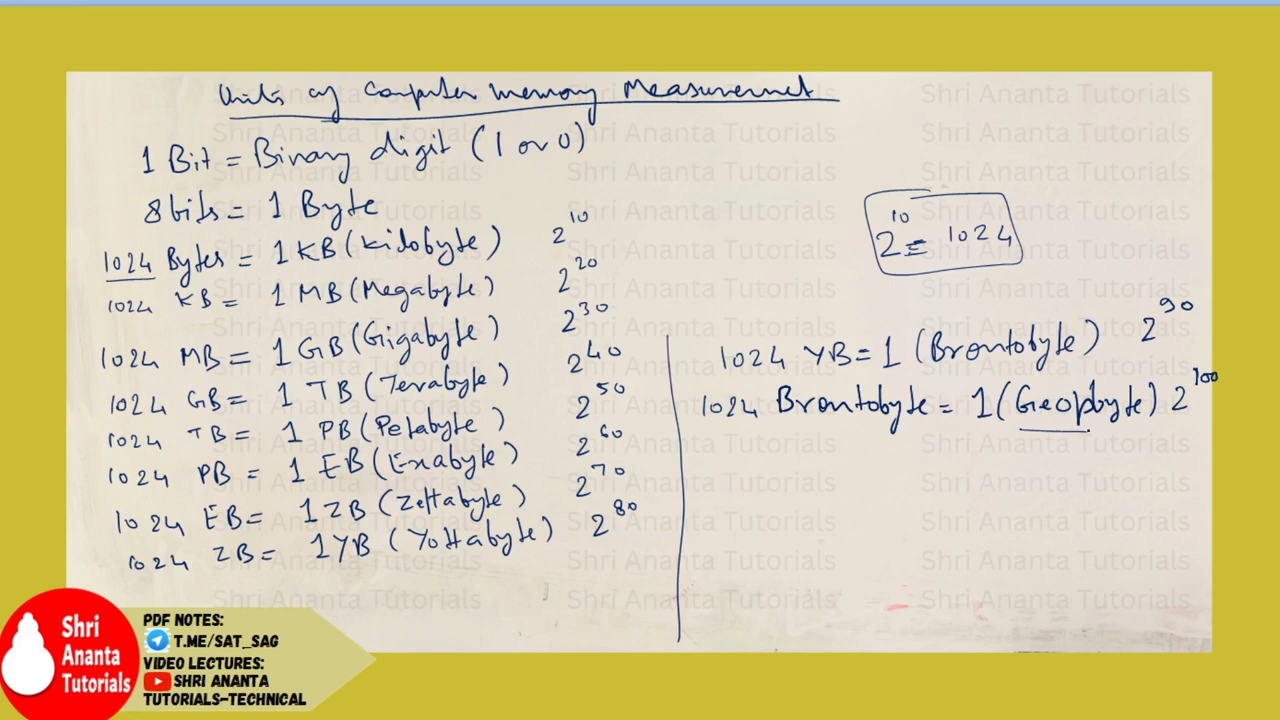 Units of Computer memory Measurement
1 Bit = Binary digit (1 or 0)
8 bits = 1 Byte
1024 Bytes = 1 KB (Kilobyte) 2^10
1024 KB = 1 MB (Megabyte) 2^20
1024 MB = 1 GB (Gigabyte) 2^30
1024 GB = 1 TB (Terabyte) 2^40
1024 TB = 1 PB (Petabyte) 2^50
1024 PB = 1 EB (Exabyte) 2^60
1024 EB = 1 ZB (Zettabyte) 2^70
1024 ZB = 1 YB (Yottabyte) 2^80
2^10 = 1024
1024 YB = 1 (Brontobyte) 2^90
1024 Brontobyte = 1 (Geopbyte) 2^100
Shri Ananta Tutorials
Shri
Ananta
Tutorials
PDF NOTES:
T.ME/SAT_SAG
VIDEO LECTURES:
SHRI ANANTA
TUTORIALS-TECHNICAL